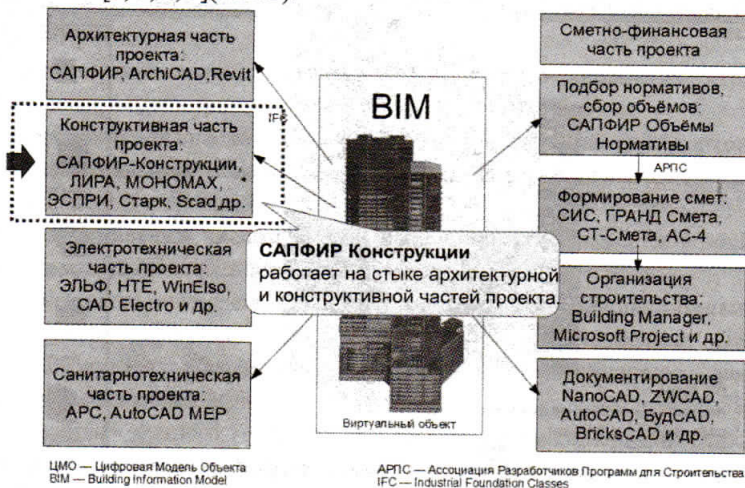 Архитектурная часть
проекта:
САПФИР, ArchiCAD,Revit
IFC
Конструктивная часть
проекта:
САПФИР-Конструкции,
ЛИРА, МОНОМАХ,
ЭСПРИ, Старк, Scad,др.
Электротехническая
часть проекта:
ЭЛЬФ, НТЕ, WinElso,
CAD Electro и др.
Санитарнотехническая
часть проекта:
АРС, AutoCAD MEP
BIM
САПФИР Конструкции
работает на стыке архитектурной
и конструктивной частей проекта.
Виртуальный объект
Сметно-финансовая
часть проекта
Подбор нормативов,
сбор объёмов:
САПФИР Объёмы
Нормативы
АРПС
Формирование смет:
СИС, ГРАНД Смета,
СТ-Смета, АС-4
Организация
строительства:
Building Manager,
Microsoft Project и др.
Документирование
NanoCAD, ZWCAD,
AutoCAD, БудCAD,
BricksCAD и др.
ЦМО — Цифровая Модель Объекта
BIM — Building Information Model
АРПС — Ассоциация Разработчиков Программ для Строительства
IFC — Industrial Foundation Classes